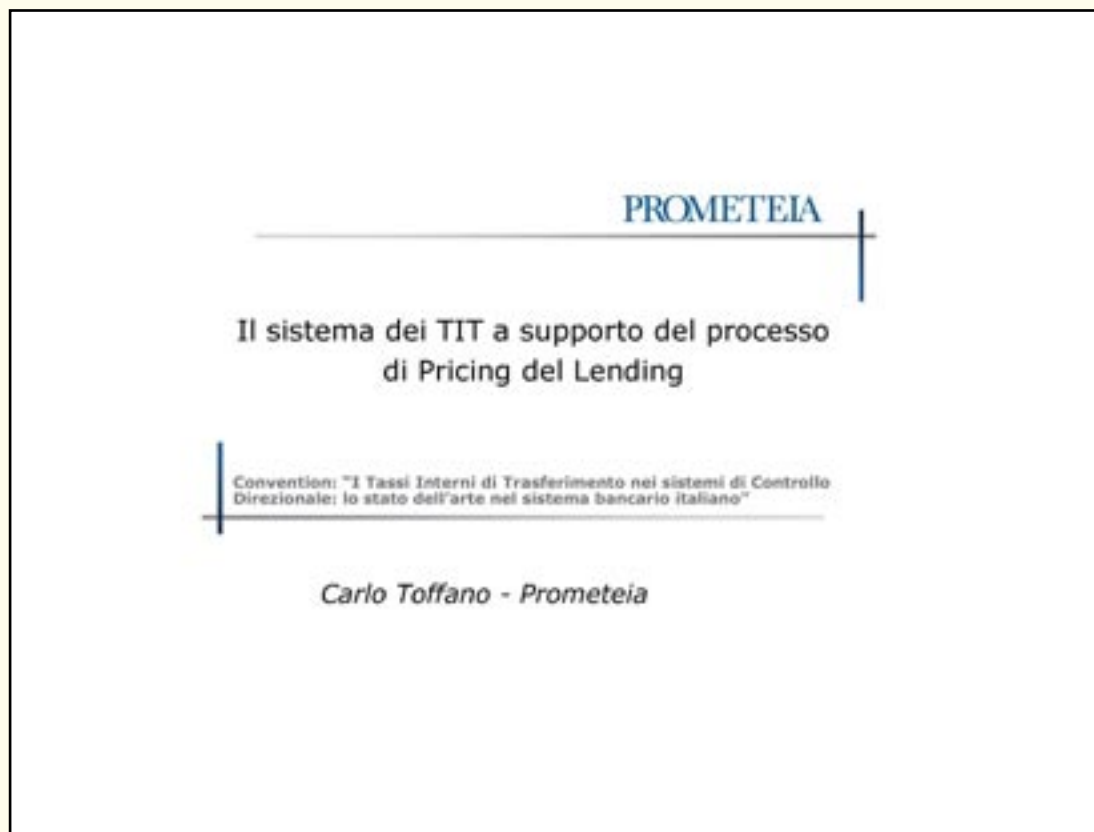 PROMETEIA
Il sistema dei TIT a supporto del processo
di Pricing del Lending
Convention: "I Tassi Interni di Trasferimento nei sistemi di Controllo
Direzionale: lo stato dell'arte nel sistema bancario italiano"
Carlo Toffano - Prometeia